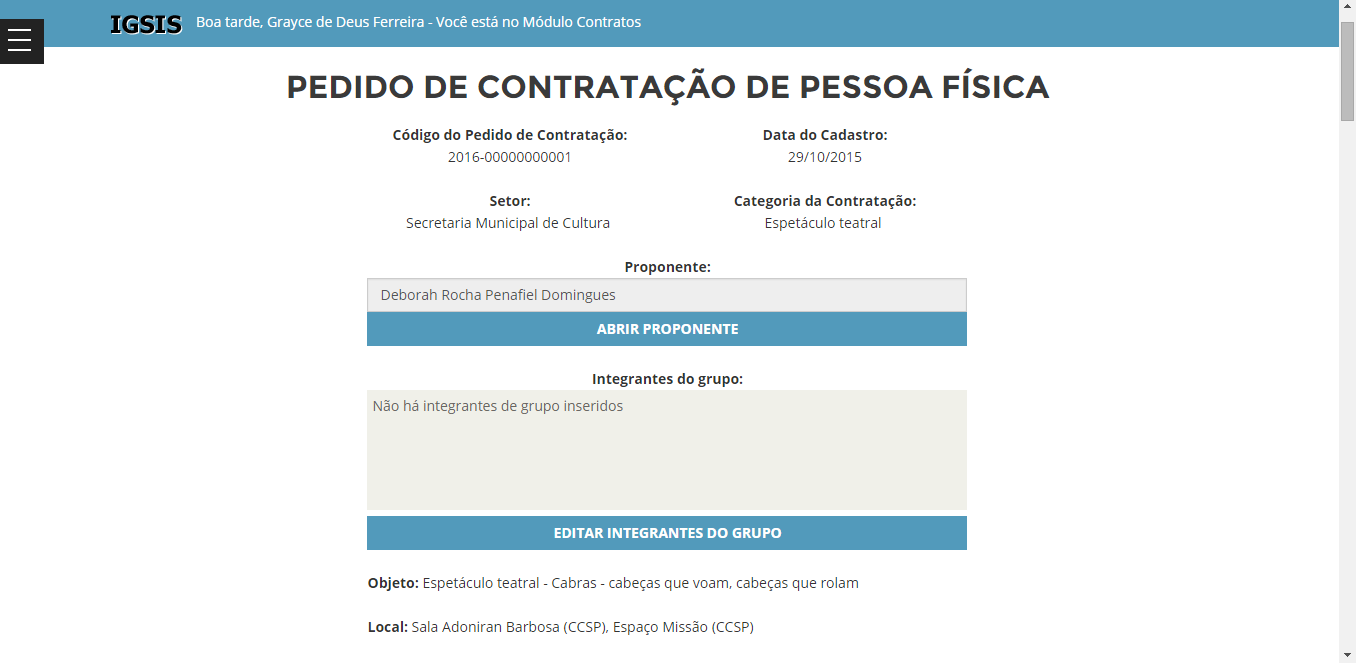 IGSIS Boa tarde, Grayce de Deus Ferreira - Você está no Módulo Contratos
PEDIDO DE CONTRATAÇÃO DE PESSOA FÍSICA
Código do Pedido de Contratação: Data do Cadastro:
2016-00000000001 29/10/2015
Setor: Categoria da Contratação:
Secretaria Municipal de Cultura Espetáculo teatral
Proponente:
Deborah Rocha Penafiel Domingues
ABRIR PROPONENTE
Integrantes do grupo:
Não há integrantes de grupo inseridos
EDITAR INTEGRANTES DO GRUPO
Objeto: Espetáculo teatral - Cabras - cabeças que voam, cabeças que rolam
Local: Sala Adoniran Barbosa (CCSP), Espaço Missão (CCSP)